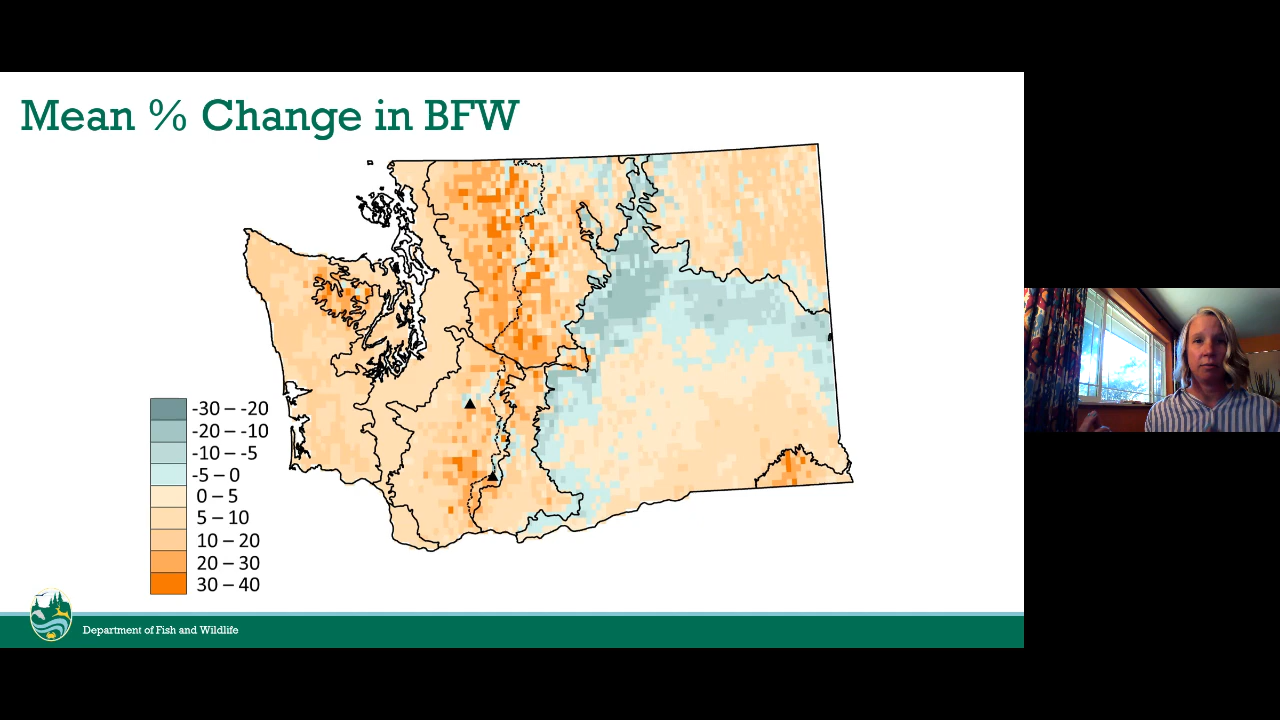 Mean % Change in BFW
-30 – -20
-20 – -10
-10 – -5
-5 – 0
0 – 5
5 – 10
10 – 20
20 – 30
30 – 40
Department of Fish and Wildlife